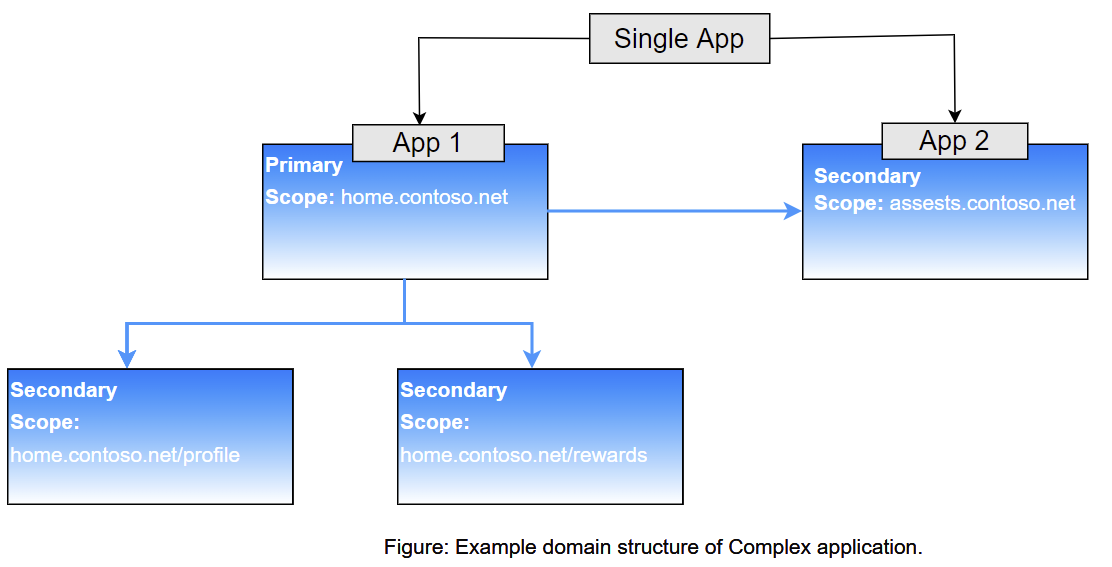 Single App
App 1
Primary
Scope: home.contoso.net
App 2
Secondary
Scope: assests.contoso.net
Secondary
Scope:
home.contoso.net/profile
Secondary
Scope:
home.contoso.net/rewards
Figure: Example domain structure of Complex application.